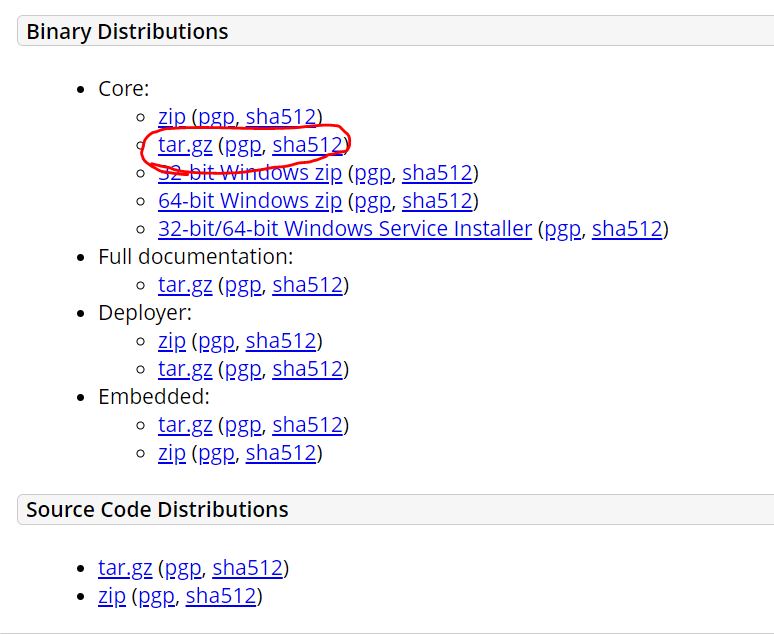 Binary Distributions
Core:
zip (pgp, sha512)
tar.gz (pgp, sha512)
32-bit Windows zip (pgp, sha512)
64-bit Windows zip (pgp, sha512)
32-bit/64-bit Windows Service Installer (pgp, sha512)
Full documentation:
tar.gz (pgp, sha512)
Deployer:
zip (pgp, sha512)
tar.gz (pgp, sha512)
Embedded:
tar.gz (pgp, sha512)
zip (pgp, sha512)
Source Code Distributions
tar.gz (pgp, sha512)
zip (pgp, sha512)